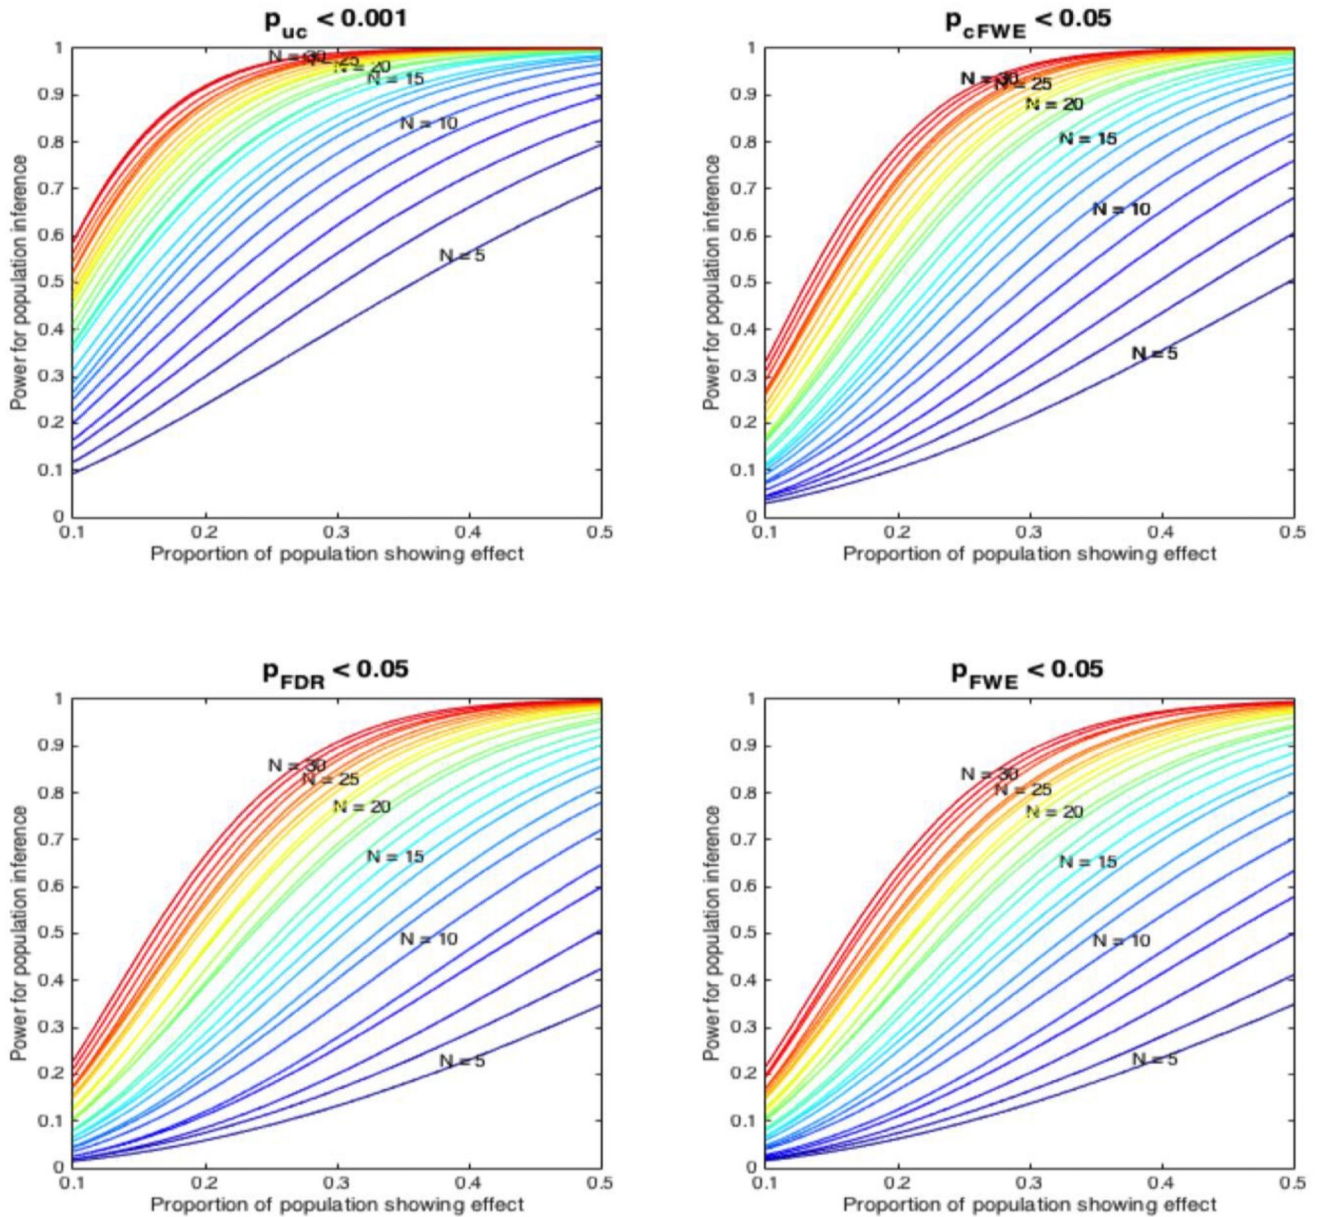 p_uc < 0.001
1
0.9
0.8
0.7
0.6
0.5
0.4
0.3
0.2
0.1
0
Power for population inference
N = 30
N = 25
N = 20
N = 15
N = 10
N = 5
0.1 0.2 0.3 0.4 0.5
Proportion of population showing effect
p_cFWE < 0.05
1
0.9
0.8
0.7
0.6
0.5
0.4
0.3
0.2
0.1
0
Power for population inference
N = 30
N = 25
N = 20
N = 15
N = 10
N = 5
0.1 0.2 0.3 0.4 0.5
Proportion of population showing effect
p_FDR < 0.05
1
0.9
0.8
0.7
0.6
0.5
0.4
0.3
0.2
0.1
0
Power for population inference
N = 30
N = 25
N = 20
N = 15
N = 10
N = 5
0.1 0.2 0.3 0.4 0.5
Proportion of population showing effect
p_FWE < 0.05
1
0.9
0.8
0.7
0.6
0.5
0.4
0.3
0.2
0.1
0
Power for population inference
N = 30
N = 25
N = 20
N = 15
N = 10
N = 5
0.1 0.2 0.3 0.4 0.5
Proportion of population showing effect